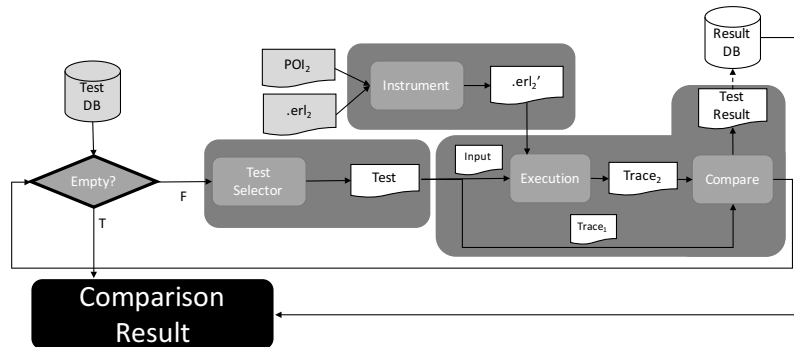 Result
DB
POI₂
Test
DB
Instrument
.erl₂’
.erl₂
Test
Result
Input
Empty?
F
Test
Selector
Test
Execution
Trace₂
Compare
T
Trace₁
Comparison
Result